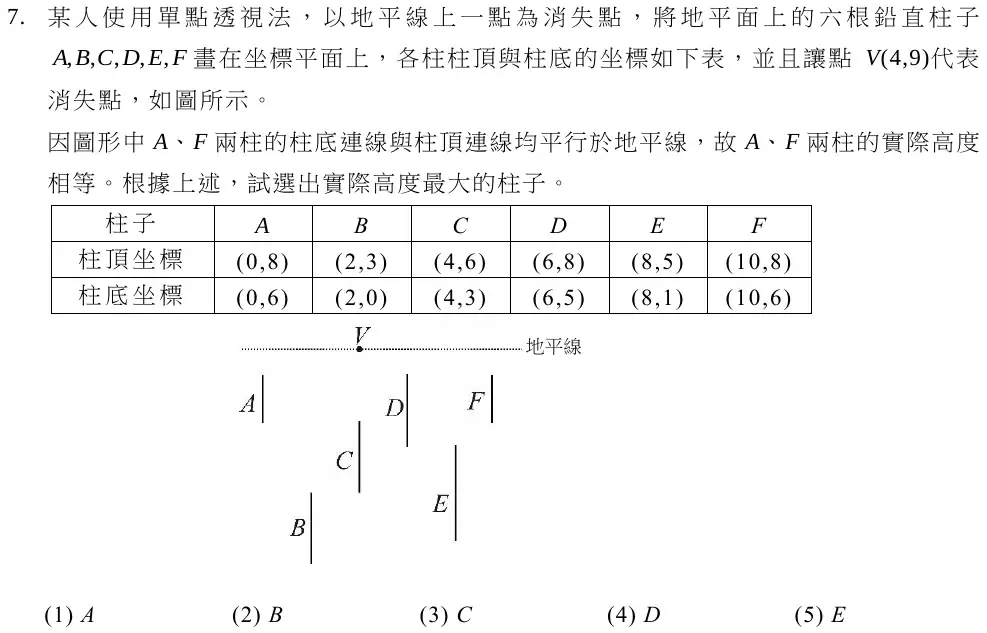 7. 某人使用單點透視法,以地平線上一點為消失點,將地平面上的六根鉛直柱子
A,B,C,D,E,F 畫在坐標平面上,各柱柱頂與柱底的坐標如下表,並且讓點 V(4,9)代表
消失點,如圖所示。
因圖形中 A、F 兩柱的柱底連線與柱頂連線均平行於地平線,故 A、F 兩柱的實際高度
相等。根據上述,試選出實際高度最大的柱子。
柱子 A B C D E F
柱頂坐標 (0,8) (2,3) (4,6) (6,8) (8,5) (10,8)
柱底坐標 (0,6) (2,0) (4,3) (6,5) (8,1) (10,6)
V
地平線
A D F
C
E
B
(1) A (2) B (3) C (4) D (5) E